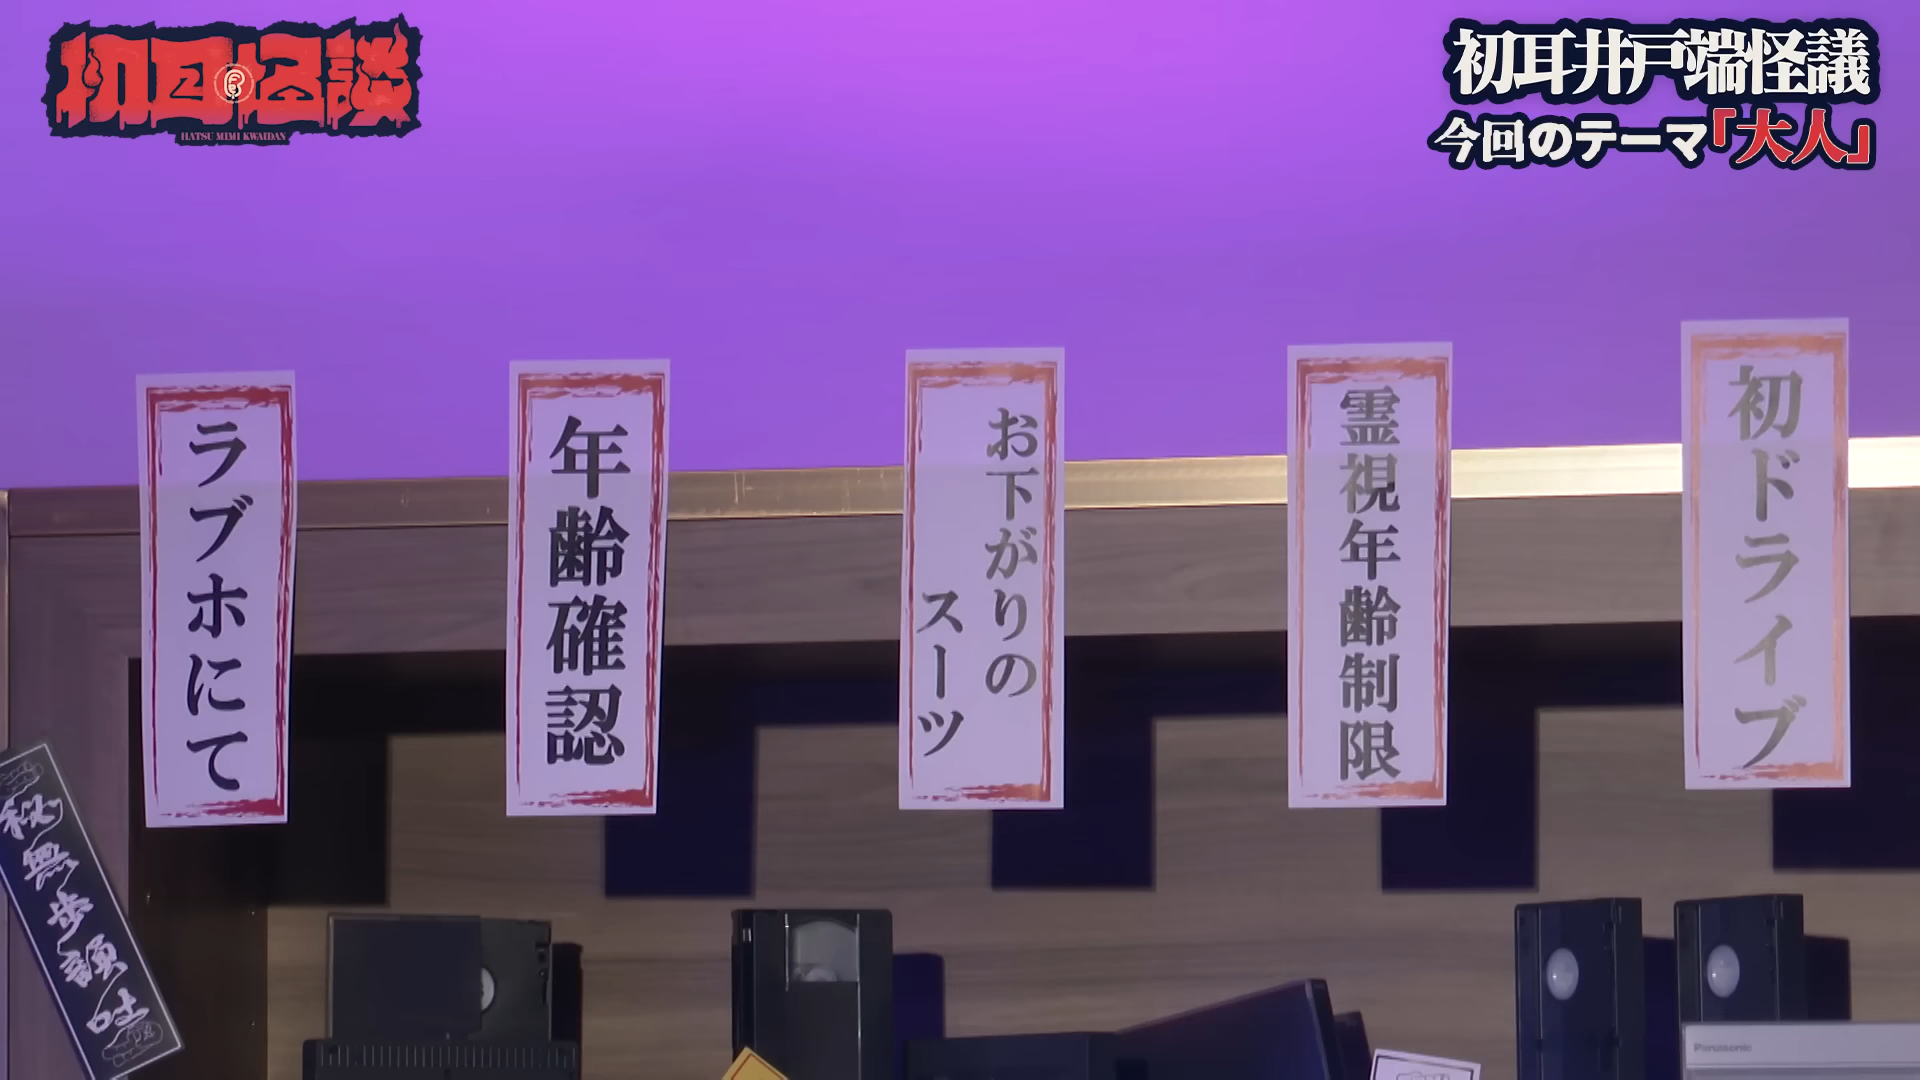 初耳怪談
HATSU MIMI KWAIDAN
初耳井戸端怪議
今回のテーマ「大人」
初ドライブ
霊視年齢制限
お下がりの
スーツ
年齢確認
ラブホにて
Panasonic